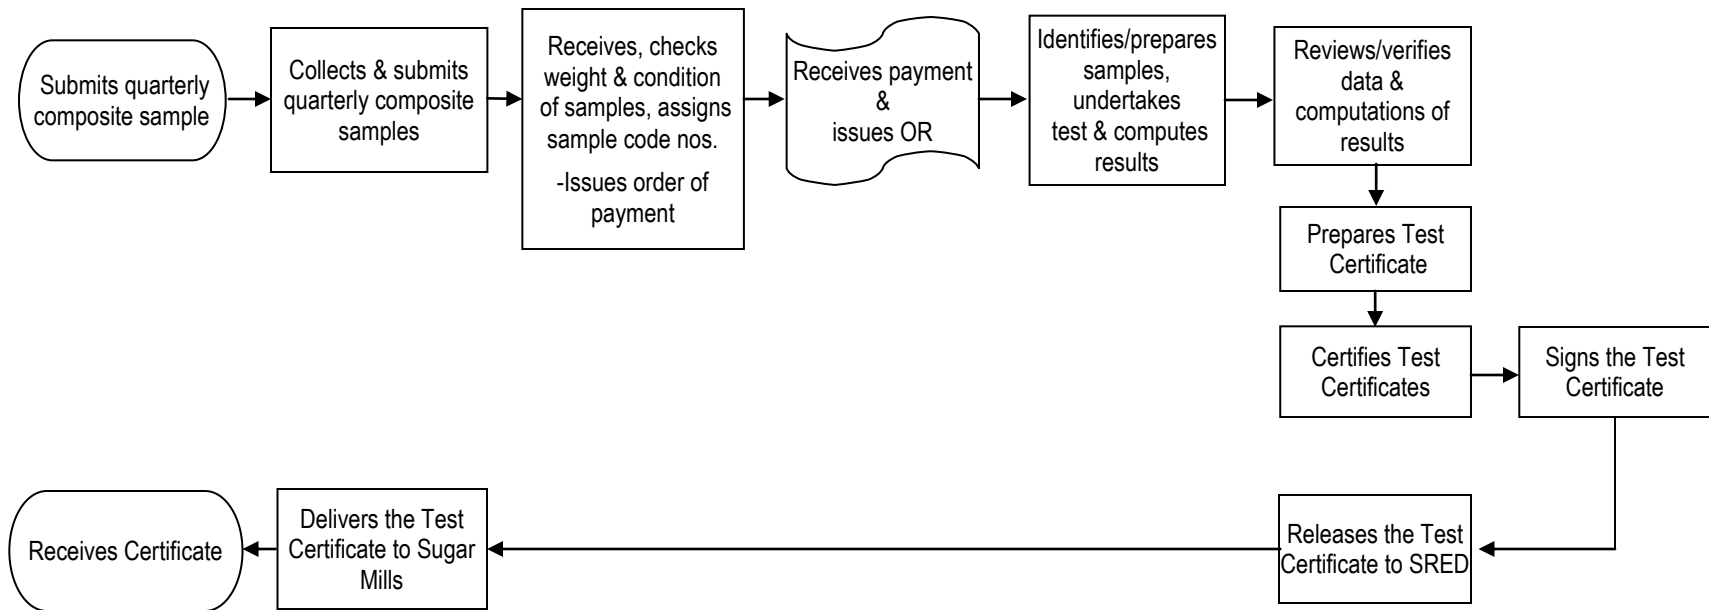 Submits quarterly
composite sample
Collects & submits
quarterly composite
samples
Receives, checks
weight & condition
of samples, assigns
sample code nos.
-Issues order of
payment
Receives payment
&
issues OR
Identifies/prepares
samples,
undertakes
test & computes
results
Reviews/verifies
data &
computations of
results
Prepares Test
Certificate
Certifies Test
Certificates
Signs the Test
Certificate
Releases the Test
Certificate to SRED
Delivers the Test
Certificate to Sugar
Mills
Receives Certificate